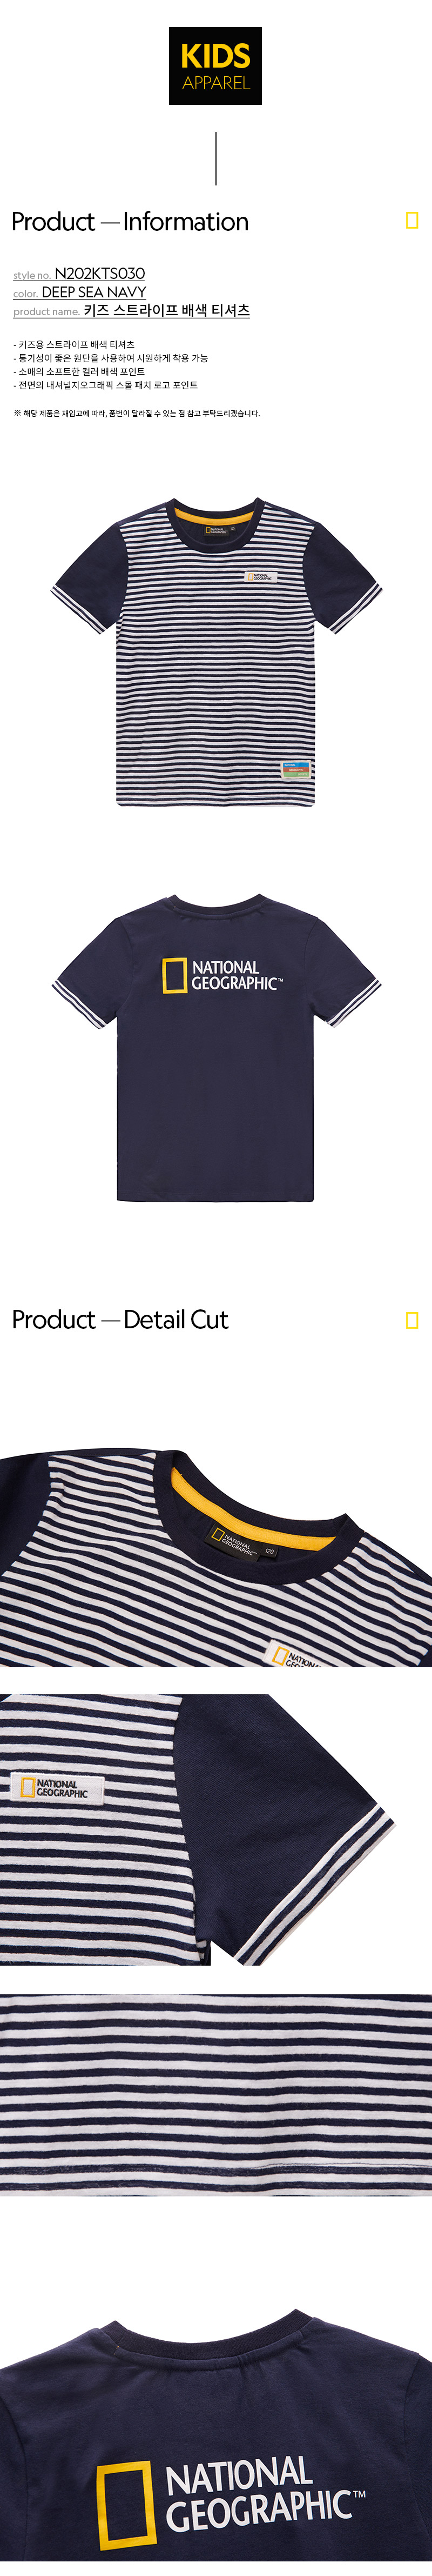 KIDS
APPAREL
Product — Information
style no. N202KTS030
color. DEEP SEA NAVY
product name. 키즈 스트라이프 배색 티셔츠
- 키즈용 스트라이프 배색 티셔츠
- 통기성이 좋은 원단을 사용하여 시원하게 착용 가능
- 소매의 소프트한 컬러 배색 포인트
- 전면의 내셔널지오그래픽 스몰 패치 로고 포인트
※ 해당 제품은 재입고에 따라, 품번이 달라질 수 있는 점 참고 부탁드리겠습니다.
NATIONAL
GEOGRAPHIC
NATIONAL
GEOGRAPHIC
NATIONAL
GEOGRAPHIC™
Product — Detail Cut
NATIONAL
GEOGRAPHIC
120
NATIONAL
NATIONAL
GEOGRAPHIC
NATIONAL
GEOGRAPHIC™